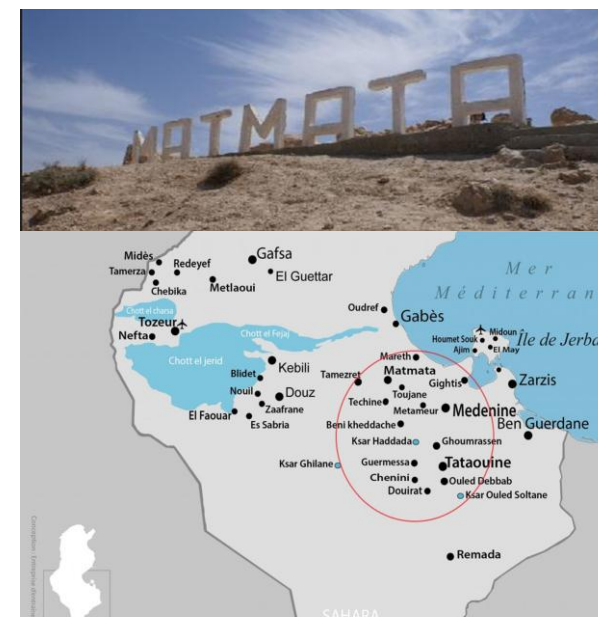 MATMATA
Midès
Gafsa
Tamerza
Redeyef
El Guettar
Chebika
Metlaoui
Mer
Méditerran
Chott el charsa
Oudref
Gabès
Tozeur
Chott el Fejaj
Midoun
Houmet Souk
Île de Jerba
Nefta
Ajim
El May
Chott el jerid
Mareth
Kebili
Matmata
Blidet
Tamezret
Gightis
Zarzis
Nouil
Douz
Toujane
Zaafrane
Techine
Metameur
Medenine
El Faouar
Es Sabria
Beni kheddache
Ben Guerdane
Ksar Haddada
Ghoumrassen
Ksar Ghilane
Guermessa
Tataouine
Chenini
Ouled Debbab
Douirat
Ksar Ouled Soltane
Remada
SAHARA